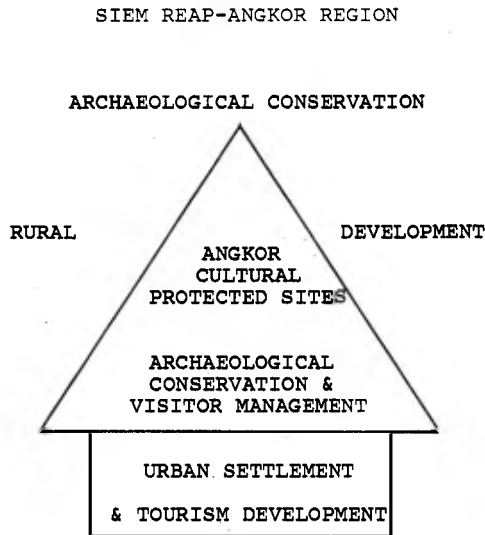 SIEM REAP-ANGKOR REGION
ARCHAEOLOGICAL CONSERVATION
RURAL DEVELOPMENT
ANGKOR
CULTURAL
PROTECTED SITES
ARCHAEOLOGICAL
CONSERVATION &
VISITOR MANAGEMENT
URBAN SETTLEMENT
& TOURISM DEVELOPMENT